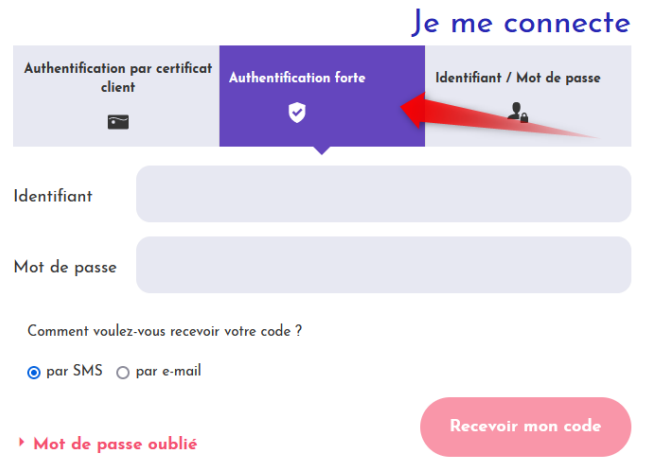 Je me connecte
Authentification par certificat
client
Authentification forte
Identifiant / Mot de passe
Identifiant
Mot de passe
Comment voulez-vous recevoir votre code ?
par SMS
par e-mail
Recevoir mon code
Mot de passe oublié